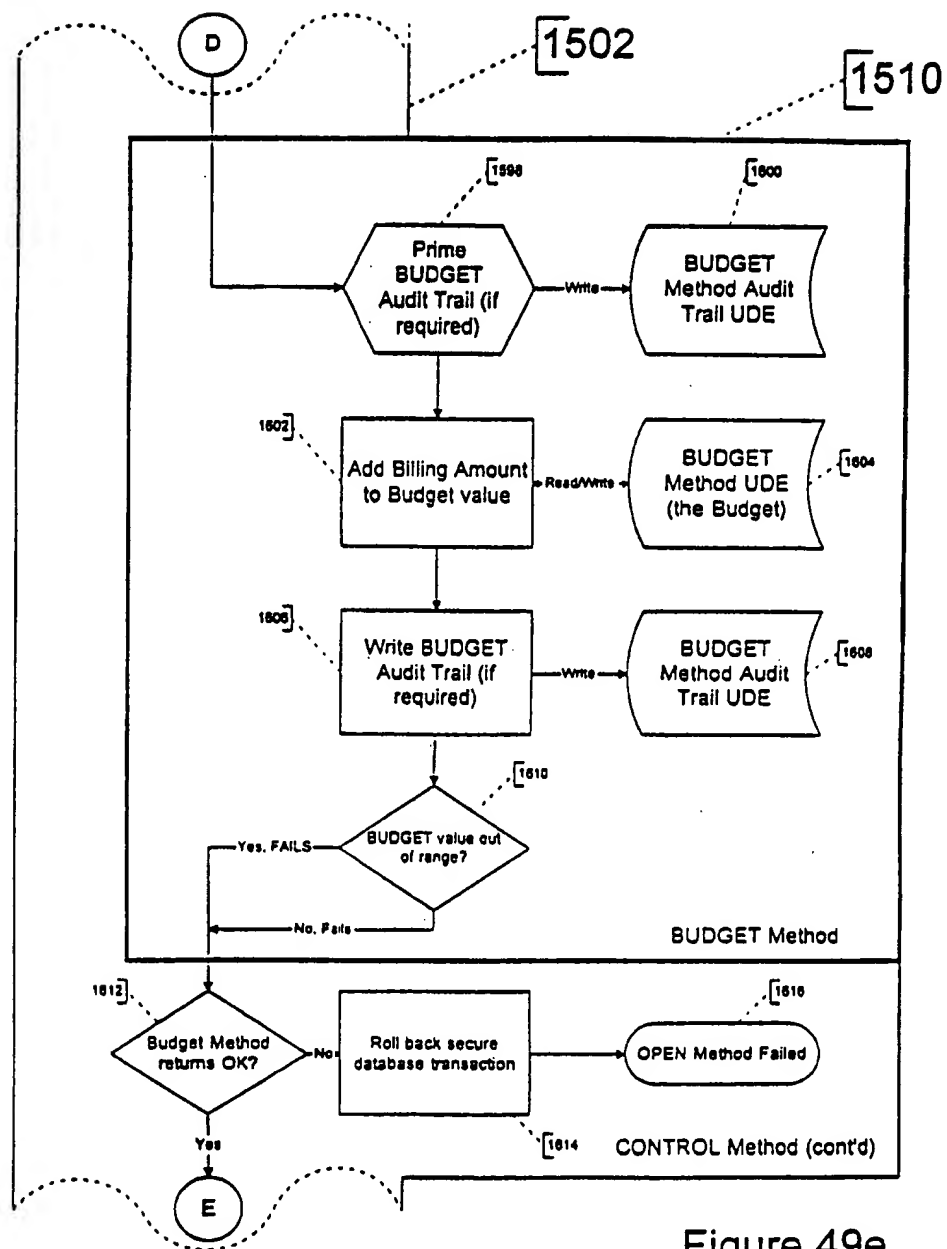 D
1502
1510
1598
1600
Prime
BUDGET
Audit Trail (if
required)
Write
BUDGET
Method Audit
Trail UDE
1602
Add Billing Amount
to Budget value
Read/Write
BUDGET
Method UDE
(the Budget)
1604
1606
Write BUDGET
Audit Trail (if
required)
Write
BUDGET
Method Audit
Trail UDE
1608
1610
BUDGET value out
of range?
Yes, FAILS
No, Fails
BUDGET Method
1612
Budget Method
returns OK?
No
Roll back secure
database transaction
1616
OPEN Method Failed
Yes
1614
CONTROL Method (cont'd)
E
Figure 49e